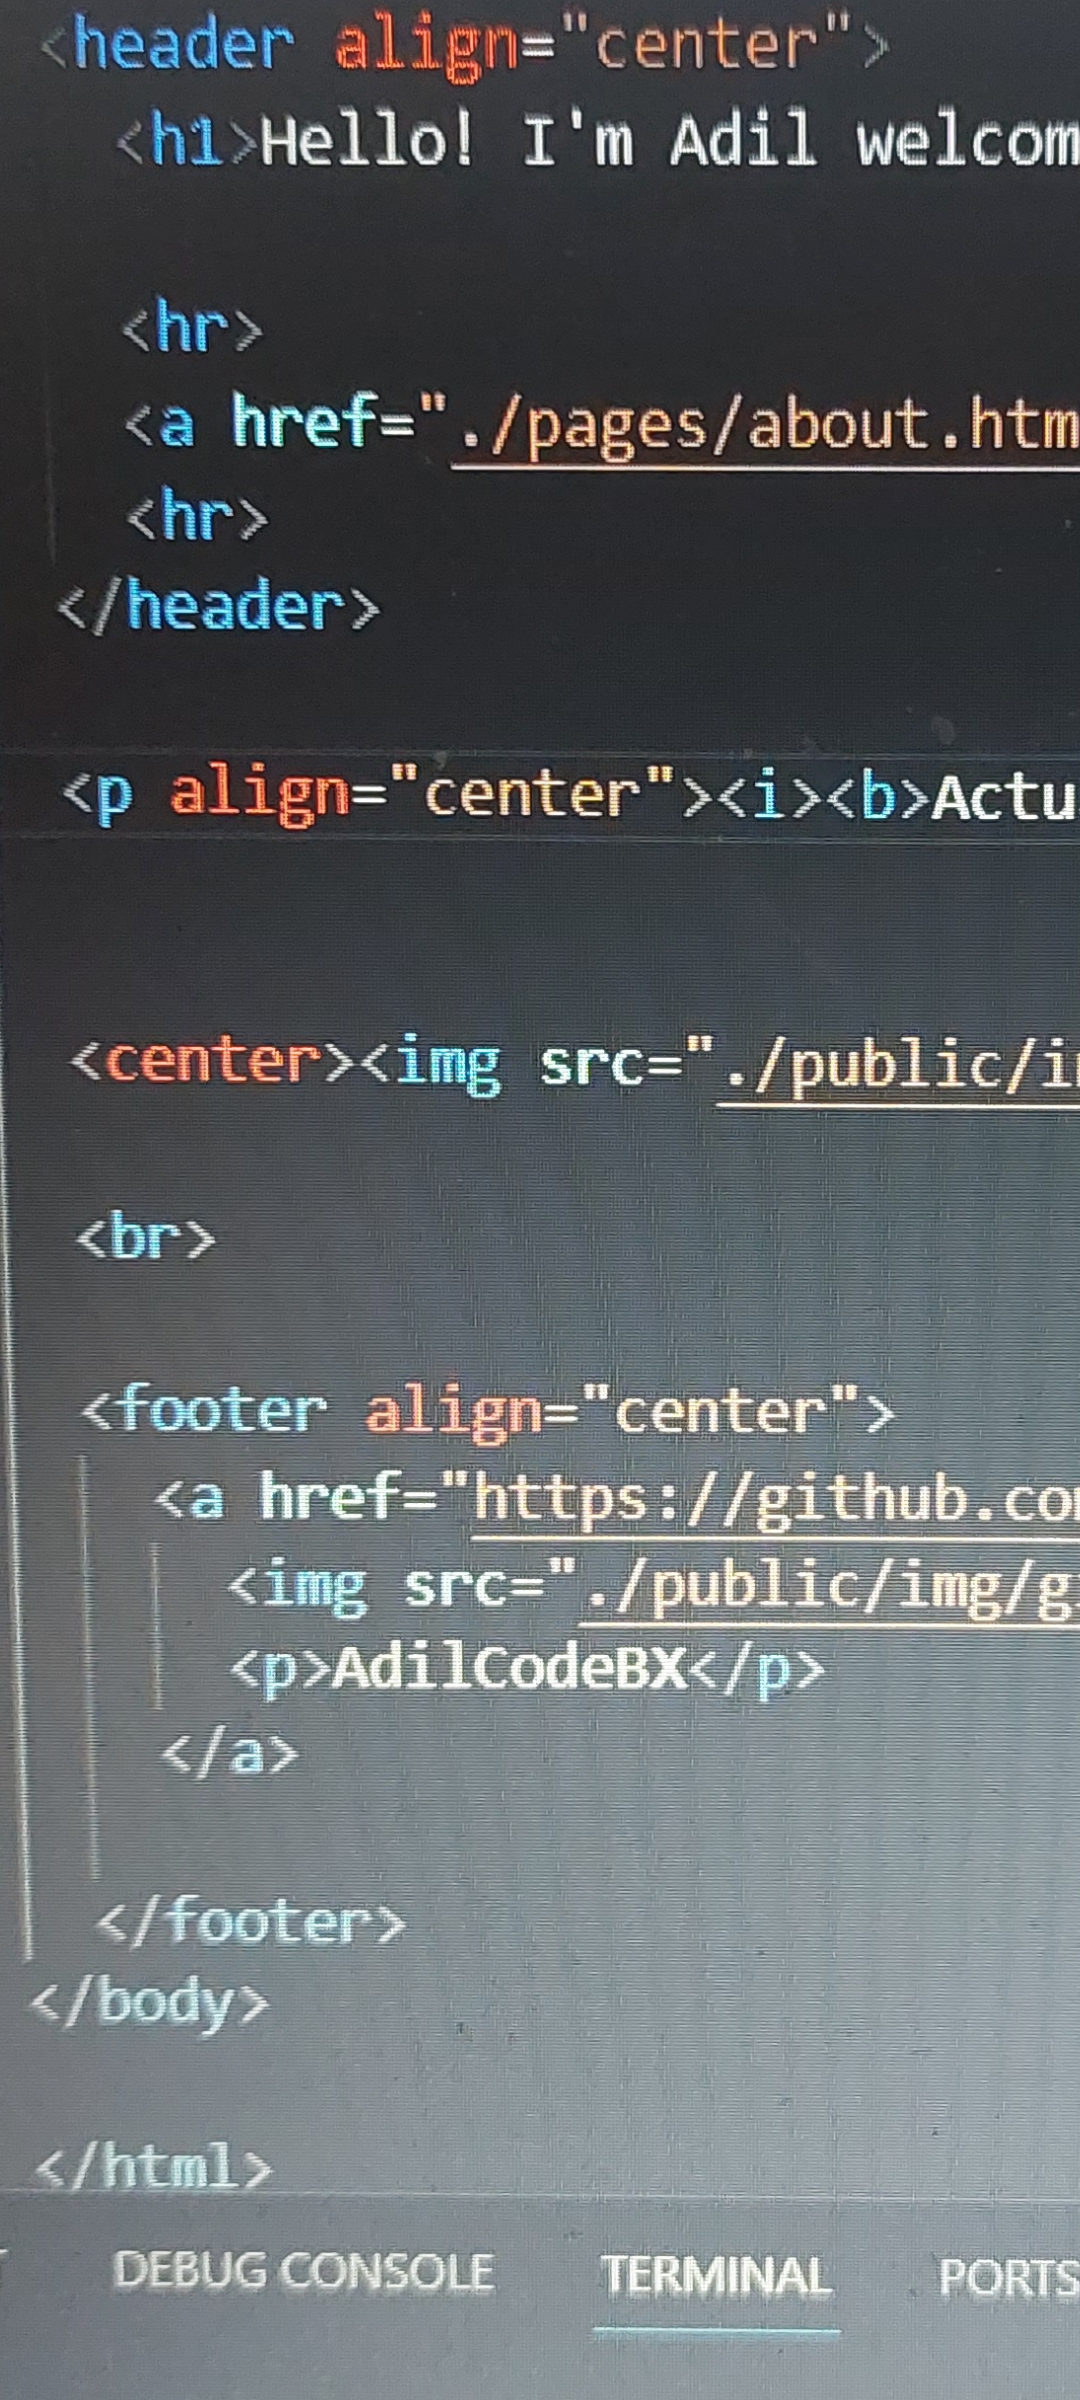 <header align="center">
<h1>Hello! I'm Adil welcom
<hr>
<a href="./pages/about.htm
<hr>
</header>
<p align="center"><i><b>Actu
<center><img src="./public/i
<br>
<footer align="center">
<a href="https://github.co
<img src="./public/img/g
<p>AdilCodeBX</p>
</a>
</footer>
</body>
</html>
DEBUG CONSOLE TERMINAL PORTS